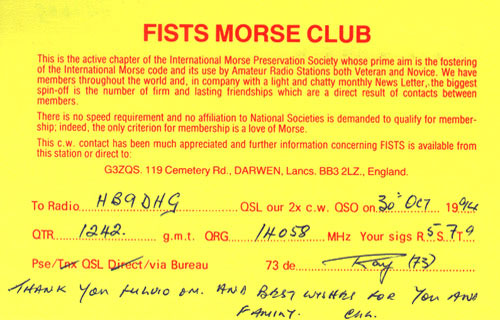 FISTS MORSE CLUB
This is the active chapter of the International Morse Preservation Society whose prime aim is the fostering
of the International Morse code and its use by Amateur Radio Stations both Veteran and Novice. We have
members throughout the world and, in company with a light and chatty monthly News Letter,. the biggest
spin-off is the number of firm and lasting friendships which are a direct result of contacts between
members.
There is no speed requirement and no affiliation to National Societies is demanded to qualify for member-
ship; indeed, the only criterion for membership is a love of Morse.
This c.w. contact has been much appreciated and further information concerning FISTS is available from
this station or direct to:
G3ZQS. 119 Cemetery Rd., DARWEN, Lancs. BB3 2LZ., England.
To Radio HB9DHG QSL our 2x c.w. QSO on 30 OCT 1994
QTR 1242. g.m.t. QRG 14058 MHz Your sigs R 5 S 7 T 9
Pse/Tnx QSL Direct/via Bureau 73 de Ray (73)
THANK YOU FULVIO OM. AND BEST WISHES FOR YOU AND
FAMILY.